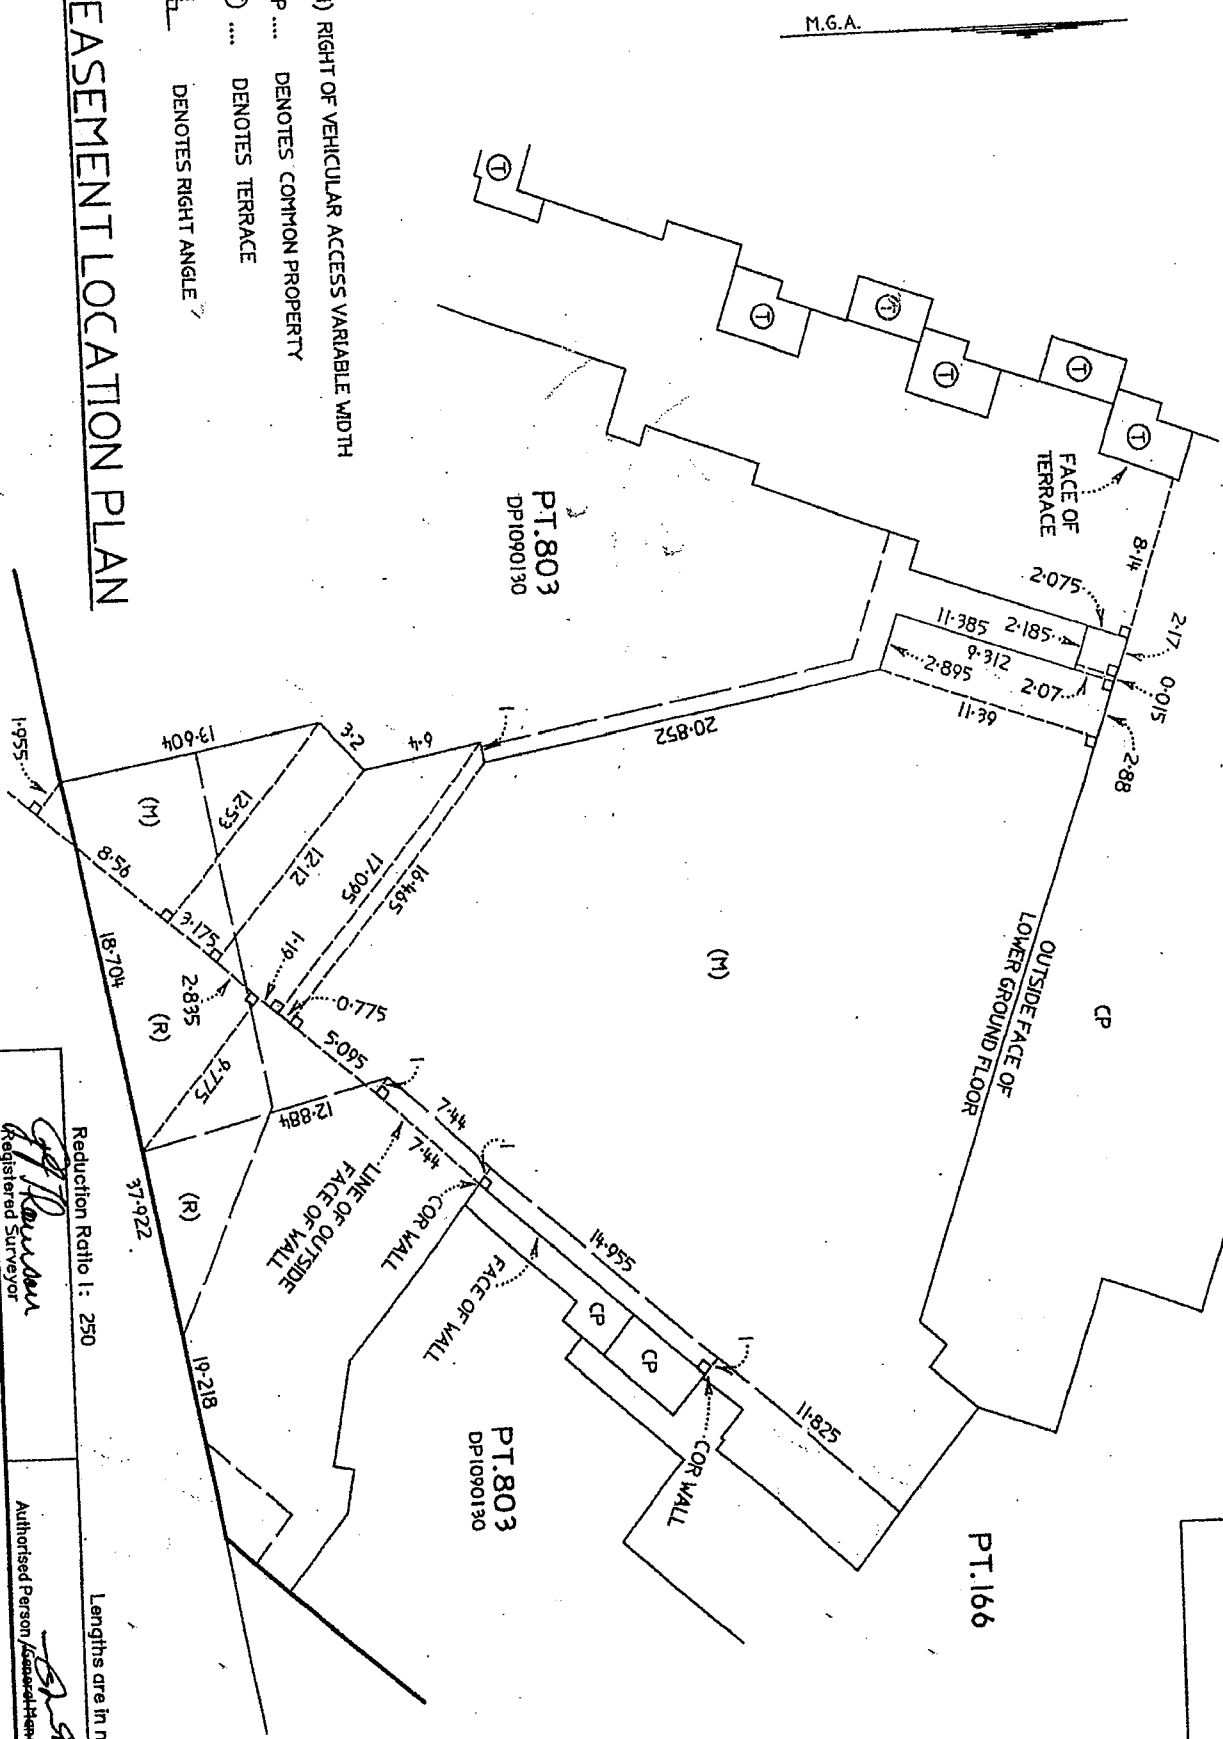 M.G.A.
RIGHT OF VEHICULAR ACCESS VARIABLE WIDTH
.... DENOTES COMMON PROPERTY
.... DENOTES TERRACE
DENOTES RIGHT ANGLE
EASEMENT LOCATION PLAN
T
T
T
T
T
T
FACE OF
TERRACE
8·14
2·17
0·015
2·88
2·075
2·185
11·385
9·312
2·07
2·895
11·39
PT.803
DP1090130
20·852
OUTSIDE FACE OF
LOWER GROUND FLOOR
CP
(M)
PT.166
1
6·4
3·2
13·604
1·955
(M)
12·53
12·12
17·095
16·465
8·56
3·175
2·835
1·19
0·775
5·095
18·704
(R)
9·775
12·884
1
7·44
7·44
1
COR WALL
LINE OF OUTSIDE
FACE OF WALL
FACE OF WALL
14·955
CP
CP
1
COR WALL
11·825
(R)
37·922
19·218
PT.803
DP1090130
Reduction Ratio 1: 250
Lengths are in
Registered Surveyor
Authorised Person/General